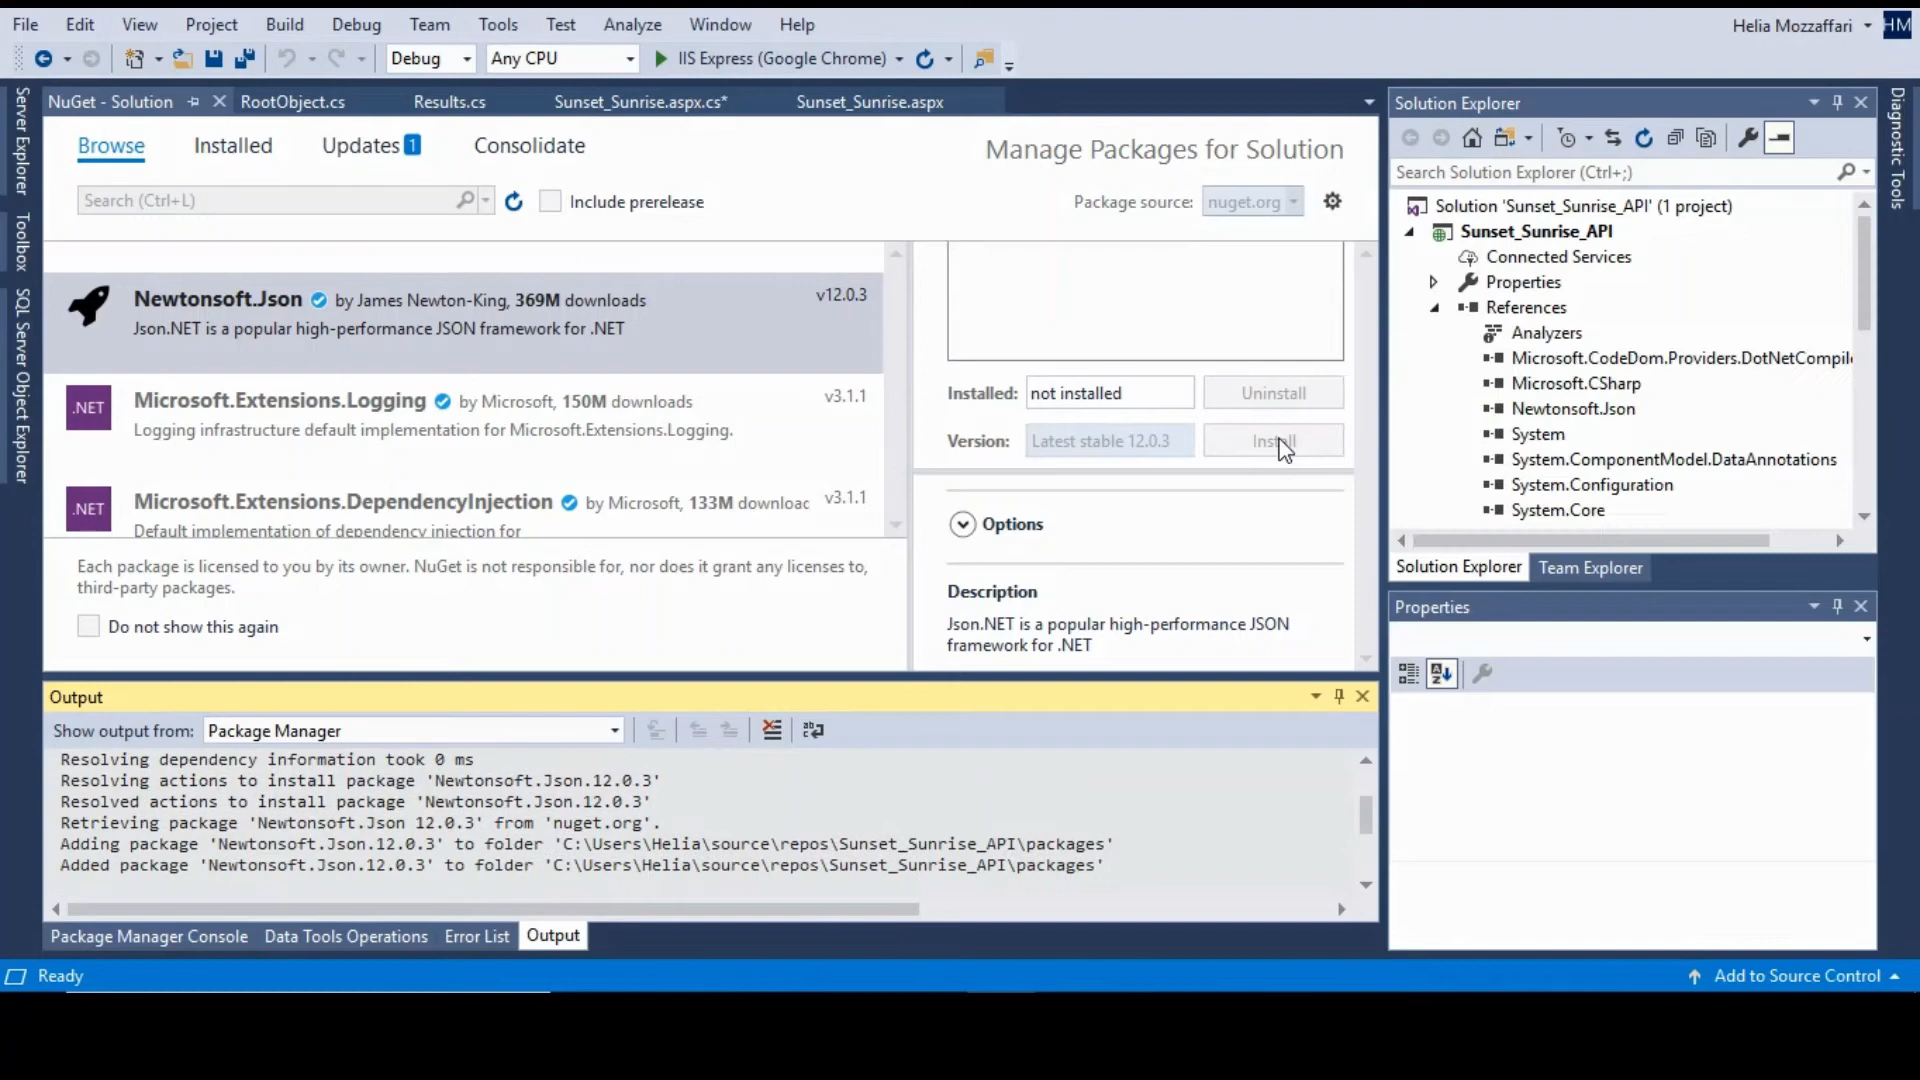 File Edit View Project Build Debug Team Tools Test Analyze Window Help
Helia Mozzaffari HM
Debug Any CPU IIS Express (Google Chrome)
Server Explorer
Toolbox
SQL Server Object Explorer
NuGet - Solution RootObject.cs Results.cs Sunset_Sunrise.aspx.cs* Sunset_Sunrise.aspx
Browse Installed Updates 1 Consolidate
Manage Packages for Solution
Search (Ctrl+L) Include prerelease
Package source: nuget.org
Newtonsoft.Json by James Newton-King, 369M downloads v12.0.3
Json.NET is a popular high-performance JSON framework for .NET
.NET Microsoft.Extensions.Logging by Microsoft, 150M downloads v3.1.1
Logging infrastructure default implementation for Microsoft.Extensions.Logging.
.NET Microsoft.Extensions.DependencyInjection by Microsoft, 133M downloac v3.1.1
Default implementation of dependency injection for
Each package is licensed to you by its owner. NuGet is not responsible for, nor does it grant any licenses to,
third-party packages.
Do not show this again
Installed: not installed Uninstall
Version: Latest stable 12.0.3 Install
Options
Description
Json.NET is a popular high-performance JSON
framework for .NET
Output
Show output from: Package Manager
Resolving dependency information took 0 ms
Resolving actions to install package 'Newtonsoft.Json.12.0.3'
Resolved actions to install package 'Newtonsoft.Json.12.0.3'
Retrieving package 'Newtonsoft.Json 12.0.3' from 'nuget.org'.
Adding package 'Newtonsoft.Json.12.0.3' to folder 'C:\Users\Helia\source\repos\Sunset_Sunrise_API\packages'
Added package 'Newtonsoft.Json.12.0.3' to folder 'C:\Users\Helia\source\repos\Sunset_Sunrise_API\packages'
Package Manager Console Data Tools Operations Error List Output
Solution Explorer
Search Solution Explorer (Ctrl+;)
Solution 'Sunset_Sunrise_API' (1 project)
Sunset_Sunrise_API
Connected Services
Properties
References
Analyzers
Microsoft.CodeDom.Providers.DotNetCompile
Microsoft.CSharp
Newtonsoft.Json
System
System.ComponentModel.DataAnnotations
System.Configuration
System.Core
Solution Explorer Team Explorer
Properties
Diagnostic Tools
Ready
Add to Source Control